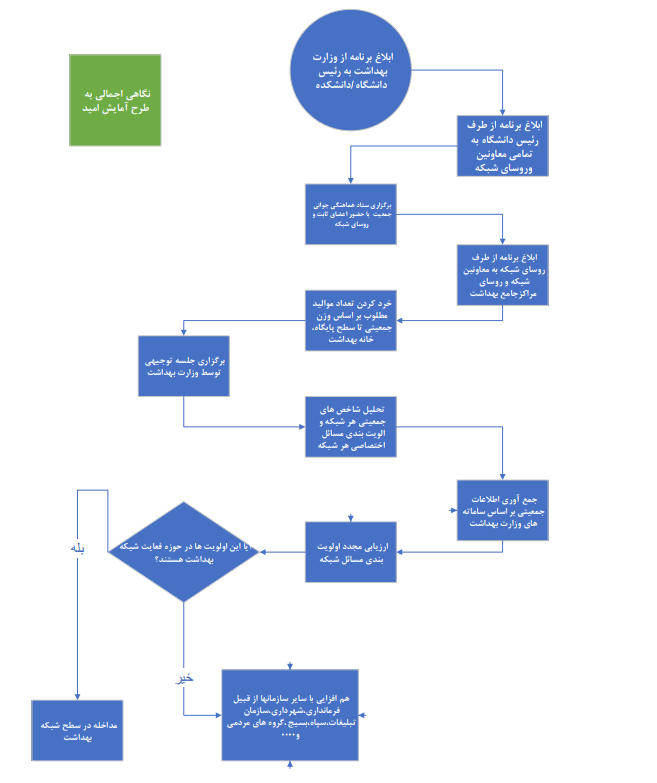 ابلاغ برنامه از وزارت
بهداشت به رئیس
دانشگاه/دانشکده
نگاهی اجمالی به
طرح آمایش امید
ابلاغ برنامه از طرف
رئیس دانشگاه به
تمامی معاونین
وروسای شبکه
برگزاری ستاد هماهنگی جوانی
جمعیت با حضور اعضای ثابت و
روسای شبکه
ابلاغ برنامه از طرف
روسای شبکه به معاونین
شبکه و روسای
مراکزجامع بهداشت
خرد کردن تعداد موالید
مطلوب بر اساس وزن
جمعیتی تا سطح پایگاه،
خانه بهداشت
برگزاری جلسه توجیهی
توسط وزارت بهداشت
تحلیل شاخص های
جمعیتی هر شبکه و
الویت بندی مسائل
اختصاصی هر شبکه
جمع آوری اطلاعات
جمعیتی بر اساس سامانه
های وزارت بهداشت
ارزیابی مجدد اولویت
بندی مسائل شبکه
آیا این اولویت ها در حوزه فعایت شبکه
بهداشت هستند؟
بله
خیر
هم افزایی با سایر سازمانها از قبیل
فرمانداری،شهرداری،سازمان
تبلیغات،سپاه،بسیج،گروه های مردمی
و....
مداخله در سطح شبکه
بهداشت